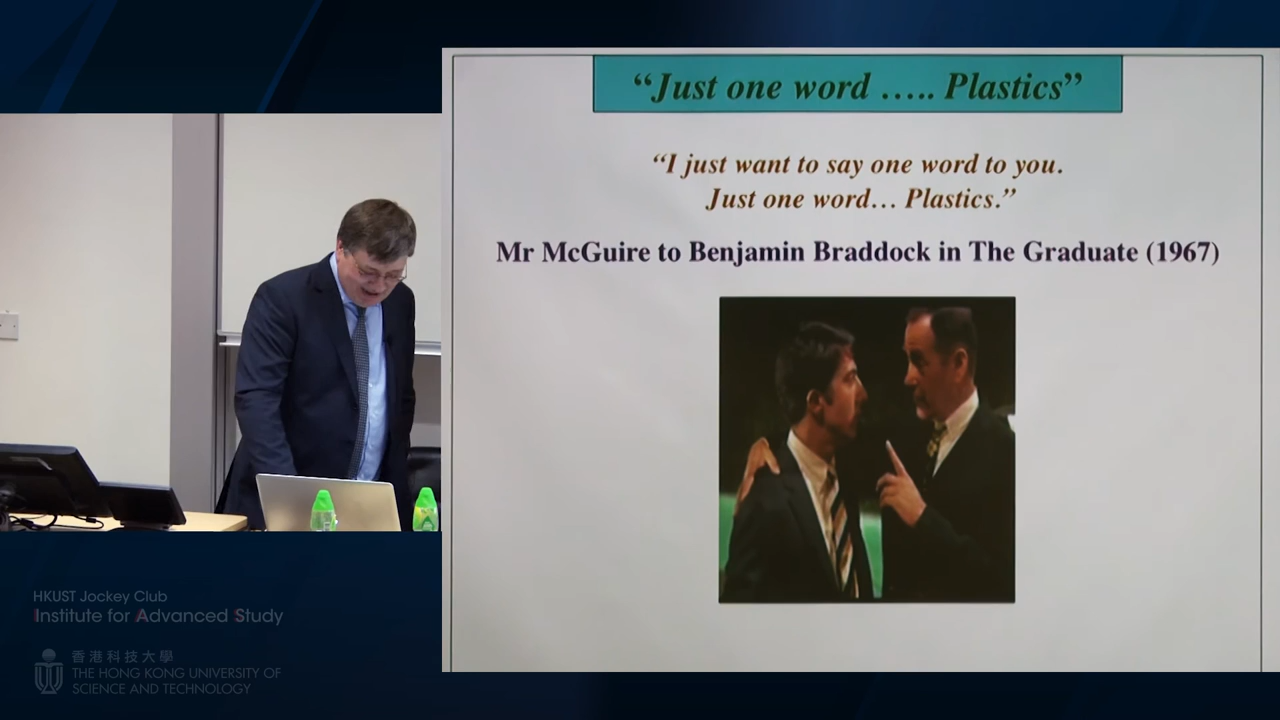 “Just one word ….. Plastics”
“I just want to say one word to you.
Just one word… Plastics.”
Mr McGuire to Benjamin Braddock in The Graduate (1967)
HKUST Jockey Club
Institute for Advanced Study
香港科技大學
THE HONG KONG UNIVERSITY OF
SCIENCE AND TECHNOLOGY